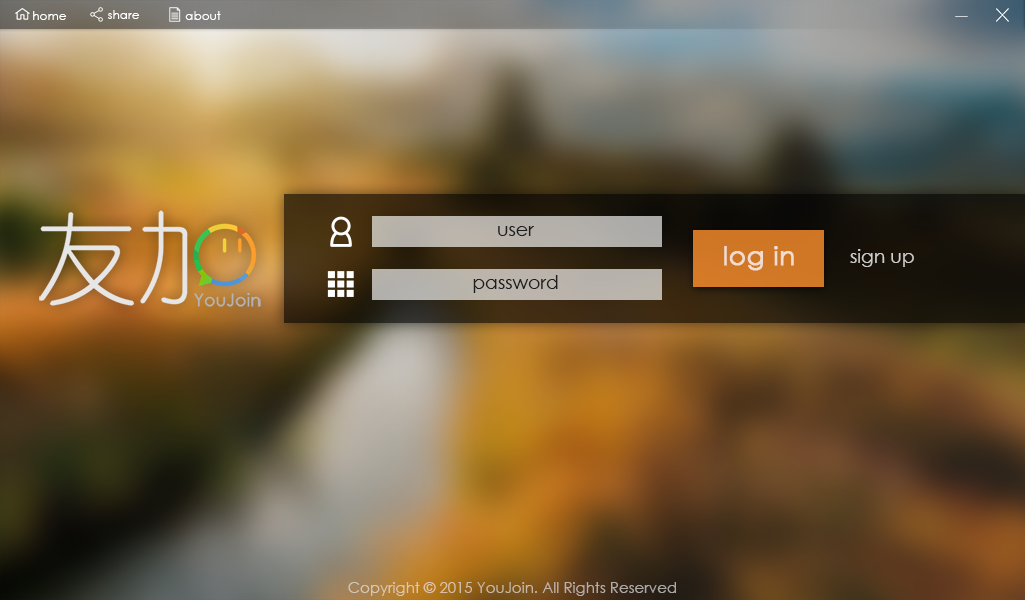 home share about
友加
YouJoin
user
password
log in
sign up
Copyright © 2015 YouJoin. All Rights Reserved